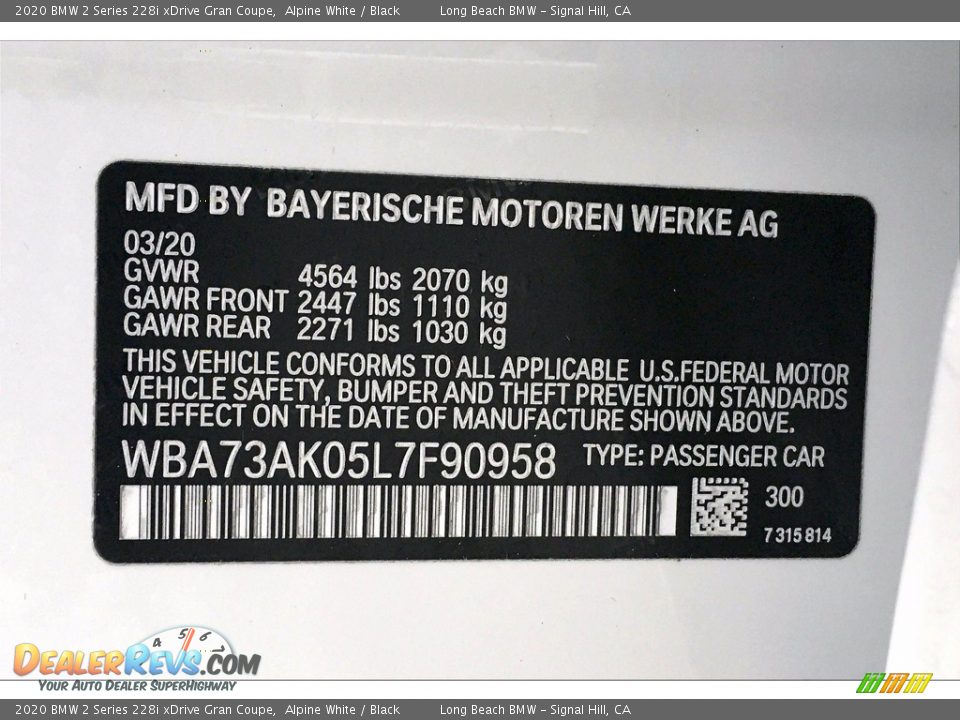 2020 BMW 2 Series 228i xDrive Gran Coupe, Alpine White / Black Long Beach BMW - Signal Hill, CA
MFD BY BAYERISCHE MOTOREN WERKE AG
03/20
GVWR 4564 lbs 2070 kg
GAWR FRONT 2447 lbs 1110 kg
GAWR REAR 2271 lbs 1030 kg
THIS VEHICLE CONFORMS TO ALL APPLICABLE U.S.FEDERAL MOTOR
VEHICLE SAFETY, BUMPER AND THEFT PREVENTION STANDARDS
IN EFFECT ON THE DATE OF MANUFACTURE SHOWN ABOVE.
WBA73AK05L7F90958 TYPE: PASSENGER CAR
300
7315814
4 5 6
DEALERREVS.COM
YOUR AUTO DEALER SUPERHIGHWAY
2020 BMW 2 Series 228i xDrive Gran Coupe, Alpine White / Black Long Beach BMW - Signal Hill, CA